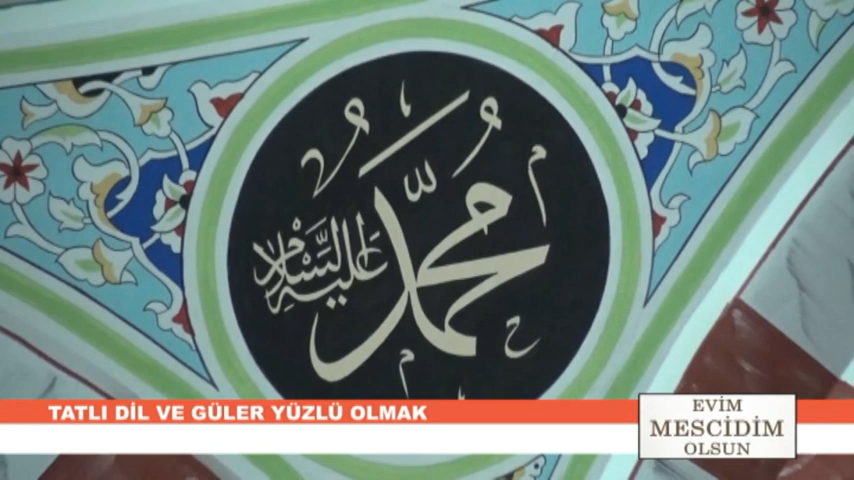 محمد
عليه السلام
TATLI DİL VE GÜLER YÜZLÜ OLMAK
EVİM
MESCİDİM
OLSUN